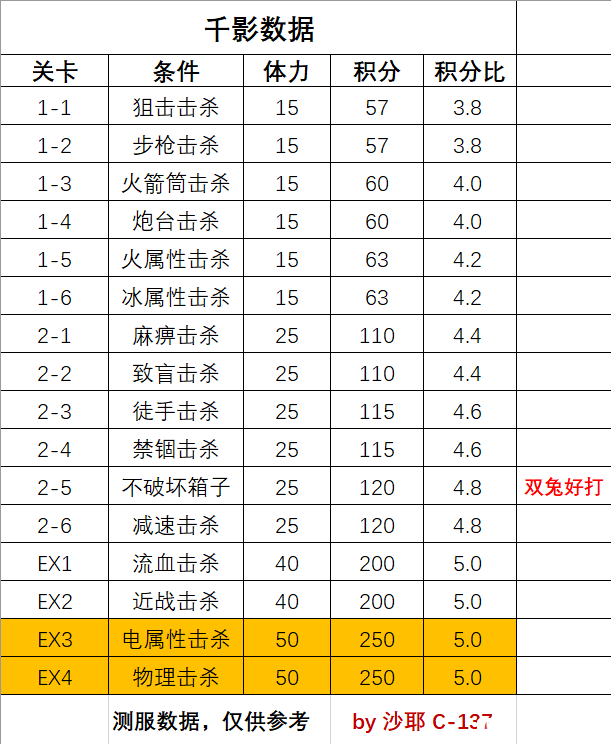 千影数据
关卡 条件 体力 积分 积分比
1-1 狙击击杀 15 57 3.8
1-2 步枪击杀 15 57 3.8
1-3 火箭筒击杀 15 60 4.0
1-4 炮台击杀 15 60 4.0
1-5 火属性击杀 15 63 4.2
1-6 冰属性击杀 15 63 4.2
2-1 麻痹击杀 25 110 4.4
2-2 致盲击杀 25 110 4.4
2-3 徒手击杀 25 115 4.6
2-4 禁锢击杀 25 115 4.6
2-5 不破坏箱子 25 120 4.8 双兔好打
2-6 减速击杀 25 120 4.8
EX1 流血击杀 40 200 5.0
EX2 近战击杀 40 200 5.0
EX3 电属性击杀 50 250 5.0
EX4 物理击杀 50 250 5.0
测服数据，仅供参考 by 沙耶 C-137